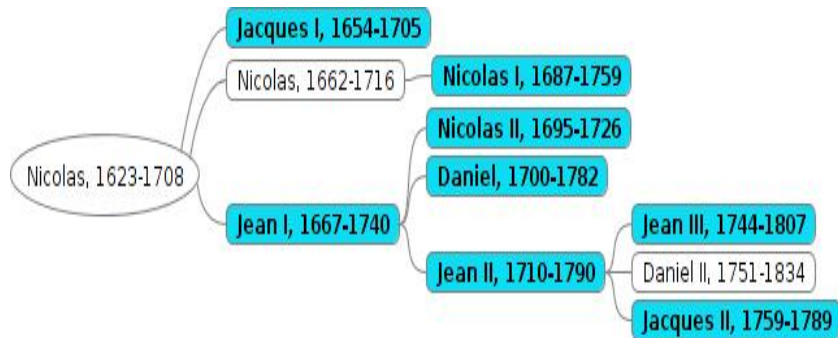 Jacques I, 1654-1705
Nicolas, 1662-1716
Nicolas I, 1687-1759
Nicolas II, 1695-1726
Nicolas, 1623-1708
Daniel, 1700-1782
Jean I, 1667-1740
Jean III, 1744-1807
Jean II, 1710-1790
Daniel II, 1751-1834
Jacques II, 1759-1789